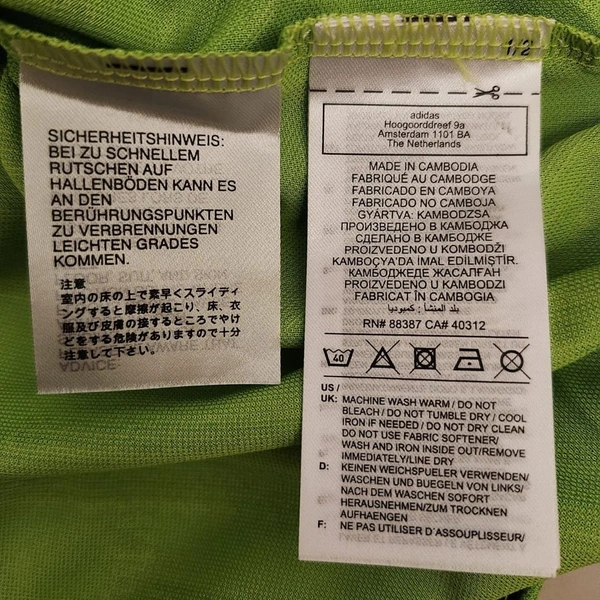 SICHERHEITSHINWEIS:
BEI ZU SCHNELLEM
RUTSCHEN AUF
HALLENBÖDEN KANN ES
AN DEN
BERÜHRUNGSPUNKTEN
ZU VERBRENNUNGEN
LEICHTEN GRADES
KOMMEN.
注意
室内の床の上で素早くスライディ
ングすると摩擦が起こり、床、衣
服及び皮膚の接するところでやけ
どをする危険がありますので十分
注意して下さい。
1/2
adidas
Hoogoorddreef 9a
Amsterdam 1101 BA
The Netherlands
MADE IN CAMBODIA
FABRIQUÉ AU CAMBODGE
FABRICADO EN CAMBOYA
FABRICADO NO CAMBOJA
GYÁRTVA: KAMBODZSA
ПРОИЗВЕДЕНО В КАМБОДЖА
СДЕЛАНО В КАМБОДЖЕ
PROIZVEDENO U KOMBODŽI
KAMBOÇYA'DA IMAL EDİLMİŞTİR.
КАМБОДЖЕДЕ ЖАСАЛҒАН
PROIZVEDENO U KAMBODZI
FABRICAT ÎN CAMBOGIA
بلد المنشأ: كمبوديا
RN# 88387 CA# 40312
40
US /
UK: MACHINE WASH WARM / DO NOT
BLEACH / DO NOT TUMBLE DRY / COOL
IRON IF NEEDED / DO NOT DRY CLEAN
DO NOT USE FABRIC SOFTENER/
WASH AND IRON INSIDE OUT/REMOVE
IMMEDIATELY/LINE DRY
D: KEINEN WEICHSPUELER VERWENDEN/
WASCHEN UND BUEGELN VON LINKS/
NACH DEM WASCHEN SOFORT
HERAUSNEHMEN/ZUM TROCKNEN
AUFHAENGEN
F: NE PAS UTILISER D'ASSOUPLISEUR/